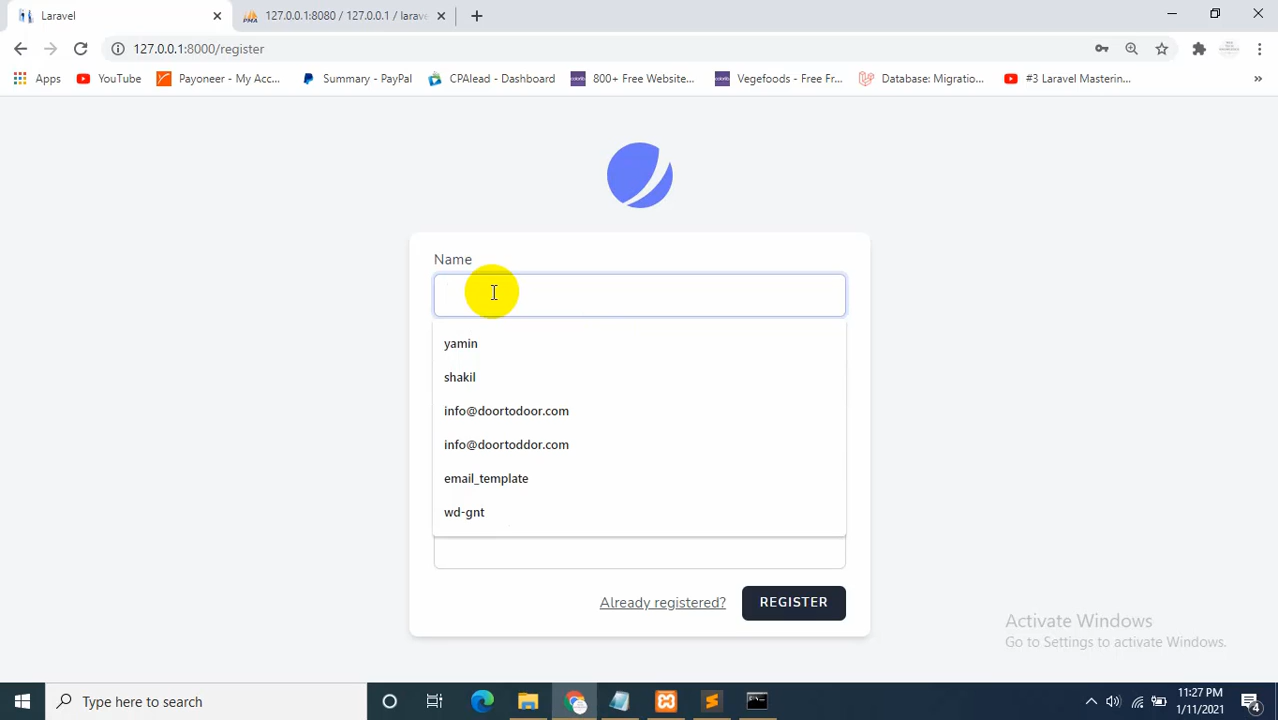 Laravel
127.0.0.1:8080 / 127.0.0.1 / larave
127.0.0.1:8000/register
Apps
YouTube
Payoneer - My Acc...
Summary - PayPal
CPAlead - Dashboard
800+ Free Website...
Vegefoods - Free Fr...
Database: Migratio...
#3 Laravel Masterin...
»
Name
yamin
shakil
info@doortodoor.com
info@doortoddor.com
email_template
wd-gnt
Already registered?
REGISTER
Activate Windows
Go to Settings to activate Windows.
Type here to search
11:27 PM
1/11/2021
4